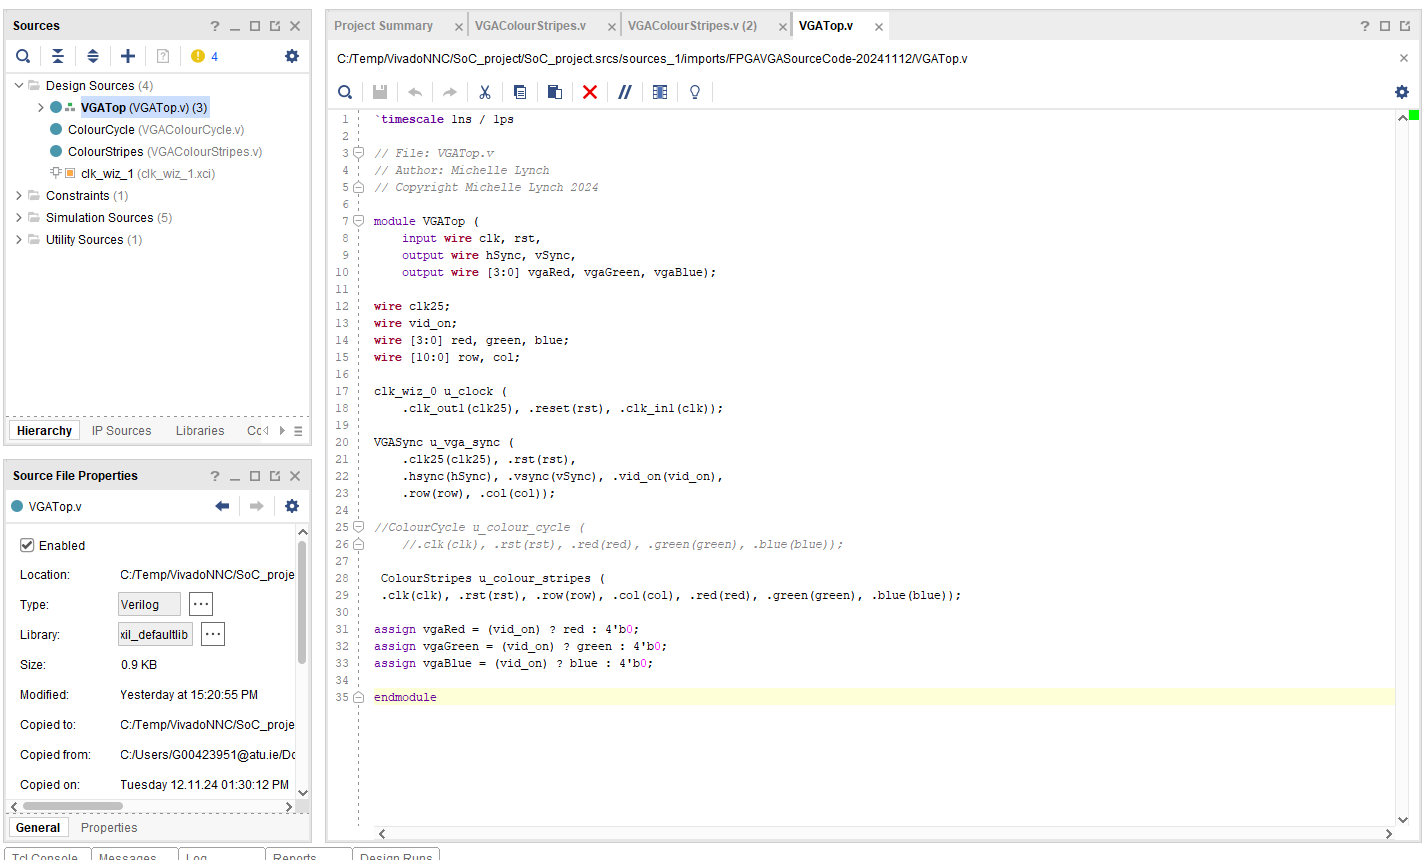 Sources
? _
4
Design Sources (4)
VGATop (VGATop.v) (3)
ColourCycle (VGAColourCycle.v)
ColourStripes (VGAColourStripes.v)
clk_wiz_1 (clk_wiz_1.xci)
Constraints (1)
Simulation Sources (5)
Utility Sources (1)
Hierarchy IP Sources Libraries Co
Source File Properties
? _
VGATop.v
Enabled
Location: C:/Temp/VivadoNNC/SoC_proje
Type: Verilog ...
Library: xil_defaultlib ...
Size: 0.9 KB
Modified: Yesterday at 15:20:55 PM
Copied to: C:/Temp/VivadoNNC/SoC_proje
Copied from: C:/Users/G00423951@atu.ie/Do
Copied on: Tuesday 12.11.24 01:30:12 PM
General Properties
Project Summary × VGAColourStripes.v × VGAColourStripes.v (2) × VGATop.v ×
?
C:/Temp/VivadoNNC/SoC_project/SoC_project.srcs/sources_1/imports/FPGAVGASourceCode-20241112/VGATop.v
1 `timescale 1ns / 1ps
2
3 // File: VGATop.v
4 // Author: Michelle Lynch
5 // Copyright Michelle Lynch 2024
6
7 module VGATop (
8 input wire clk, rst,
9 output wire hSync, vSync,
10 output wire [3:0] vgaRed, vgaGreen, vgaBlue);
11
12 wire clk25;
13 wire vid_on;
14 wire [3:0] red, green, blue;
15 wire [10:0] row, col;
16
17 clk_wiz_0 u_clock (
18 .clk_out1(clk25), .reset(rst), .clk_in1(clk));
19
20 VGASync u_vga_sync (
21 .clk25(clk25), .rst(rst),
22 .hsync(hSync), .vsync(vSync), .vid_on(vid_on),
23 .row(row), .col(col));
24
25 //ColourCycle u_colour_cycle (
26 //.clk(clk), .rst(rst), .red(red), .green(green), .blue(blue));
27
28 ColourStripes u_colour_stripes (
29 .clk(clk), .rst(rst), .row(row), .col(col), .red(red), .green(green), .blue(blue));
30
31 assign vgaRed = (vid_on) ? red : 4'b0;
32 assign vgaGreen = (vid_on) ? green : 4'b0;
33 assign vgaBlue = (vid_on) ? blue : 4'b0;
34
35 endmodule
Tcl Console Messages Log Reports Design Runs